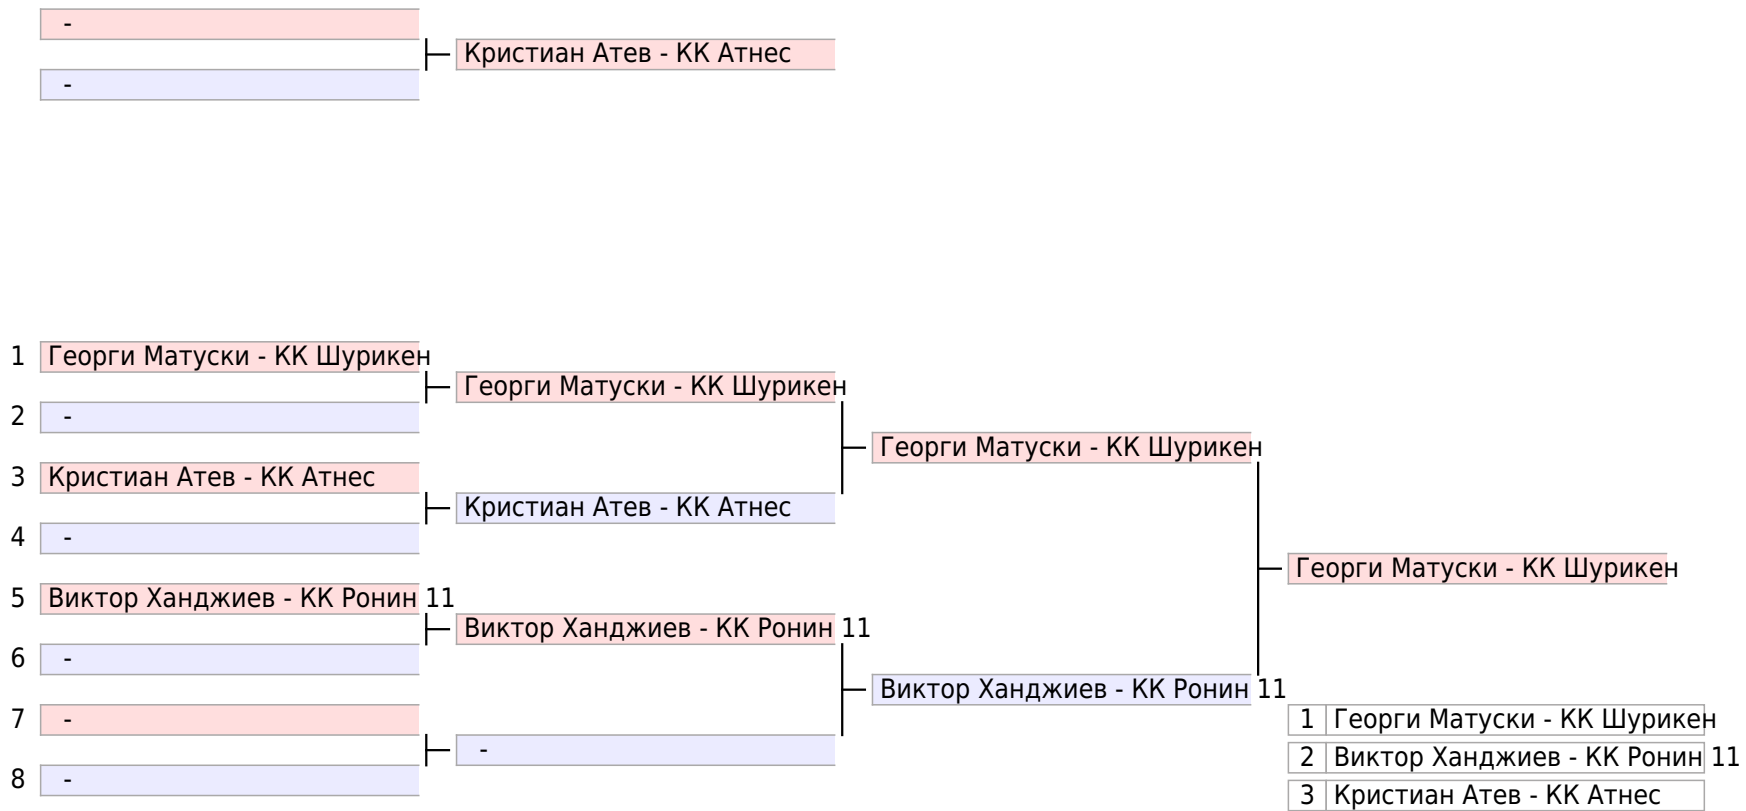 -
Кристиан Атев - КК Атнес
-
1 Георги Матуски - КК Шурикен
Георги Матуски - КК Шурикен
2 -
Георги Матуски - КК Шурикен
3 Кристиан Атев - КК Атнес
Кристиан Атев - КК Атнес
4 -
Георги Матуски - КК Шурикен
5 Виктор Ханджиев - КК Ронин 11
Виктор Ханджиев - КК Ронин 11
6 -
Виктор Ханджиев - КК Ронин 11
7 -
-
8 -
1 Георги Матуски - КК Шурикен
2 Виктор Ханджиев - КК Ронин 11
3 Кристиан Атев - КК Атнес